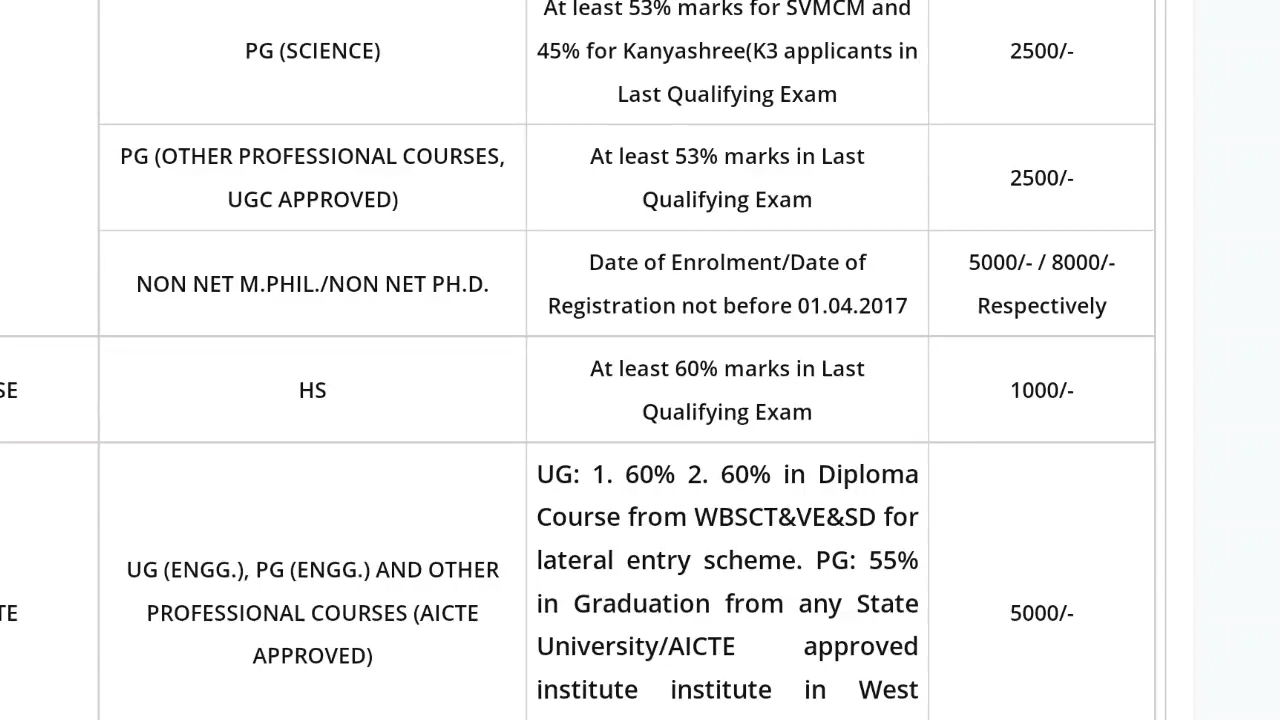 At least 53% marks for SVMCM and
PG (SCIENCE)
45% for Kanyashree(K3 applicants in
2500/-
Last Qualifying Exam
PG (OTHER PROFESSIONAL COURSES,
UGC APPROVED)
At least 53% marks in Last
Qualifying Exam
2500/-
NON NET M.PHIL./NON NET PH.D.
Date of Enrolment/Date of
Registration not before 01.04.2017
5000/- / 8000/-
Respectively
SE
HS
At least 60% marks in Last
Qualifying Exam
1000/-
TE
UG (ENGG.), PG (ENGG.) AND OTHER
PROFESSIONAL COURSES (AICTE
APPROVED)
UG: 1. 60% 2. 60% in Diploma
Course from WBSCT&VE&SD for
lateral entry scheme. PG: 55%
in Graduation from any State
University/AICTE approved
institute institute in West
5000/-